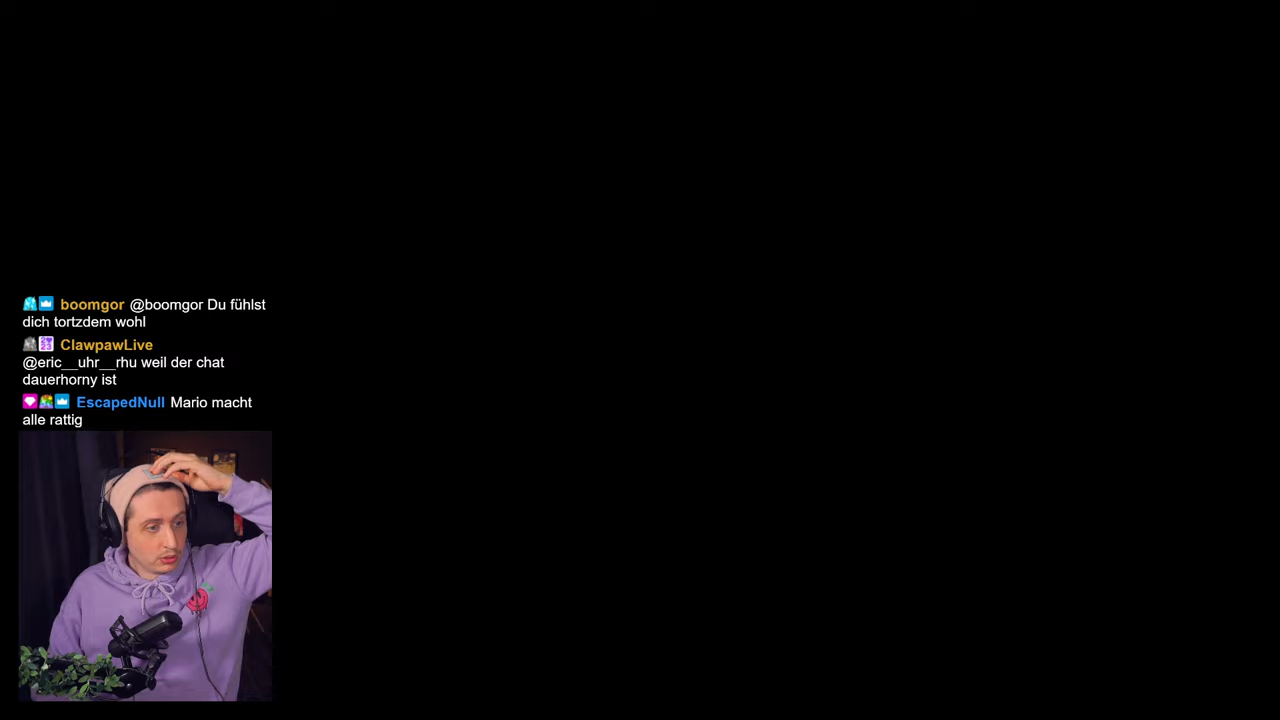 boomgor @boomgor Du fühlst
dich tortzdem wohl
ClawpawLive
@eric__uhr__rhu weil der chat
dauerhorny ist
EscapedNull Mario macht
alle rattig